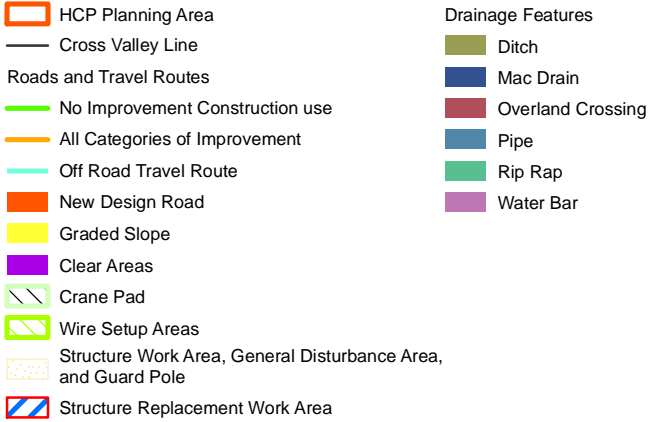 HCP Planning Area
Cross Valley Line
Roads and Travel Routes
No Improvement Construction use
All Categories of Improvement
Off Road Travel Route
New Design Road
Graded Slope
Clear Areas
Crane Pad
Wire Setup Areas
Structure Work Area, General Disturbance Area,
and Guard Pole
Structure Replacement Work Area
Drainage Features
Ditch
Mac Drain
Overland Crossing
Pipe
Rip Rap
Water Bar